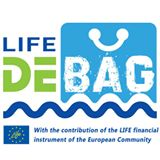 LIFE
DEBAG
With the contribution of the LIFE financial
instrument of the European Community